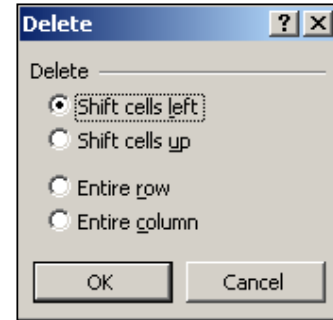 Delete
Delete
Shift cells left
Shift cells up
Entire row
Entire column
OK Cancel